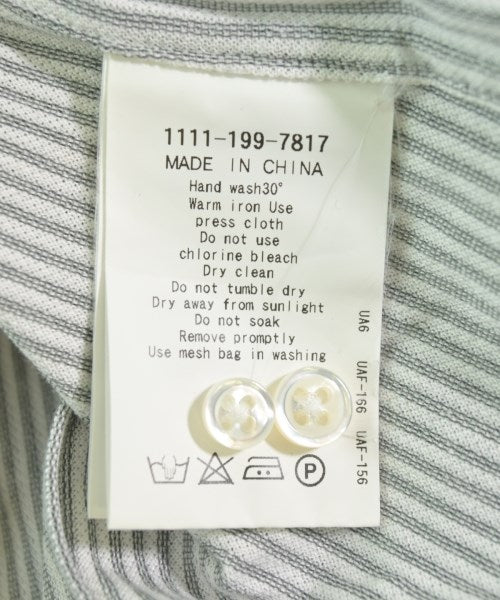 1111-199-7817
MADE IN CHINA
Hand wash30°
Warm iron Use
press cloth
Do not use
chlorine bleach
Dry clean
Do not tumble dry
Dry away from sunlight
Do not soak
Remove promptly
Use mesh bag in washing
P
UA6 UAF-166 UAF-156